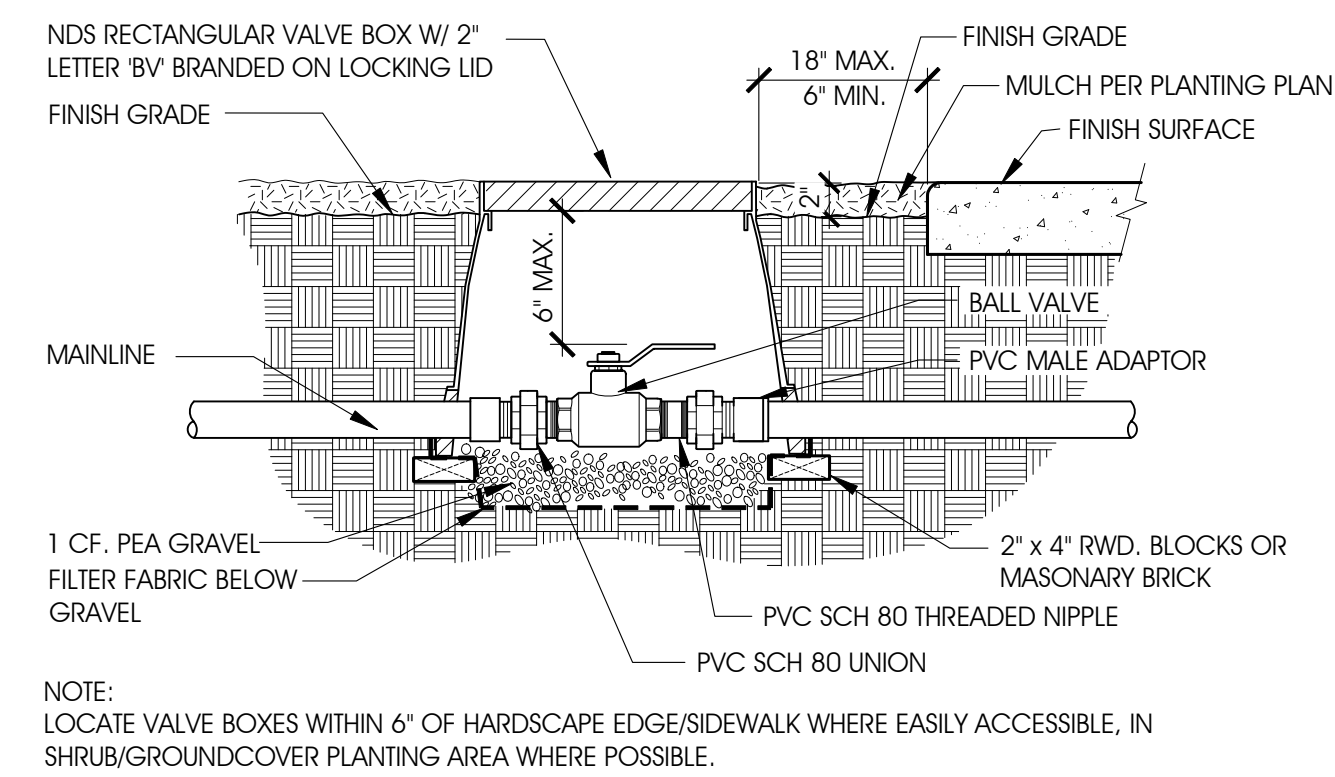 NDS RECTANGULAR VALVE BOX W/ 2"
LETTER 'BV' BRANDED ON LOCKING LID
FINISH GRADE
18" MAX.
6" MIN.
FINISH GRADE
MULCH PER PLANTING PLAN
FINISH SURFACE
2"
6" MAX.
BALL VALVE
MAINLINE
PVC MALE ADAPTOR
1 CF. PEA GRAVEL
FILTER FABRIC BELOW
GRAVEL
2" x 4" RWD. BLOCKS OR
MASONARY BRICK
PVC SCH 80 THREADED NIPPLE
PVC SCH 80 UNION
NOTE:
LOCATE VALVE BOXES WITHIN 6" OF HARDSCAPE EDGE/SIDEWALK WHERE EASILY ACCESSIBLE, IN
SHRUB/GROUNDCOVER PLANTING AREA WHERE POSSIBLE.